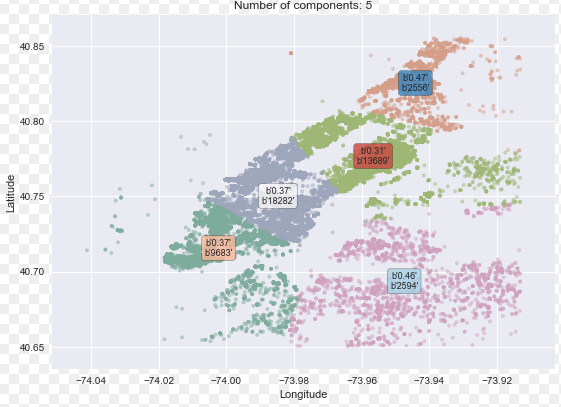 Number of components: 5
40.85
40.80
40.75
40.70
40.65
Latitude
b'0.47'
b'2556'
b'0.31'
b'13689'
b'0.37'
b'18282'
b'0.37'
b'9683'
b'0.46'
b'2594'
−74.04 −74.02 −74.00 −73.98 −73.96 −73.94 −73.92
Longitude